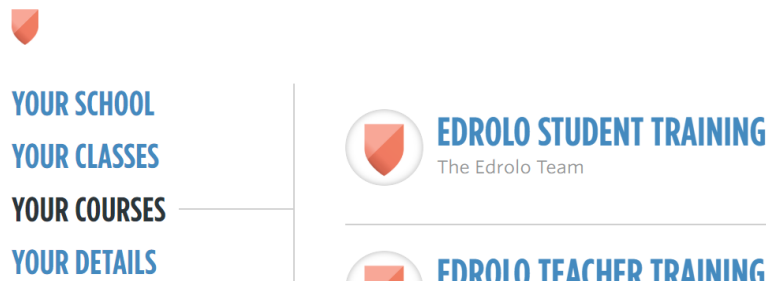 YOUR SCHOOL
YOUR CLASSES
YOUR COURSES
YOUR DETAILS
EDROLO STUDENT TRAINING
The Edrolo Team
EDROLO TEACHER TRAINING